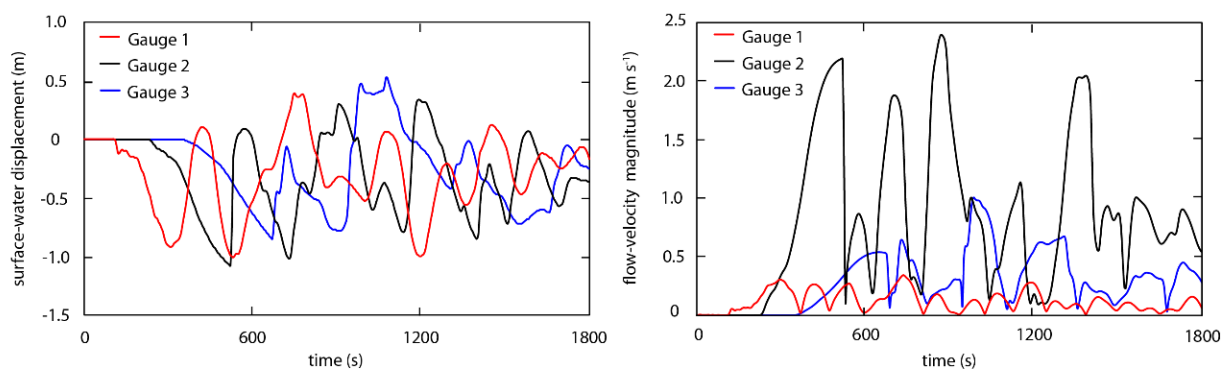 surface-water displacement (m)
1.0
0.5
0
-0.5
-1.0
-1.5
Gauge 1
Gauge 2
Gauge 3
0
600
1200
1800
time (s)
flow-velocity magnitude (m s⁻¹)
2.5
2.0
1.5
1.0
0.5
0
Gauge 1
Gauge 2
Gauge 3
0
600
1200
1800
time (s)